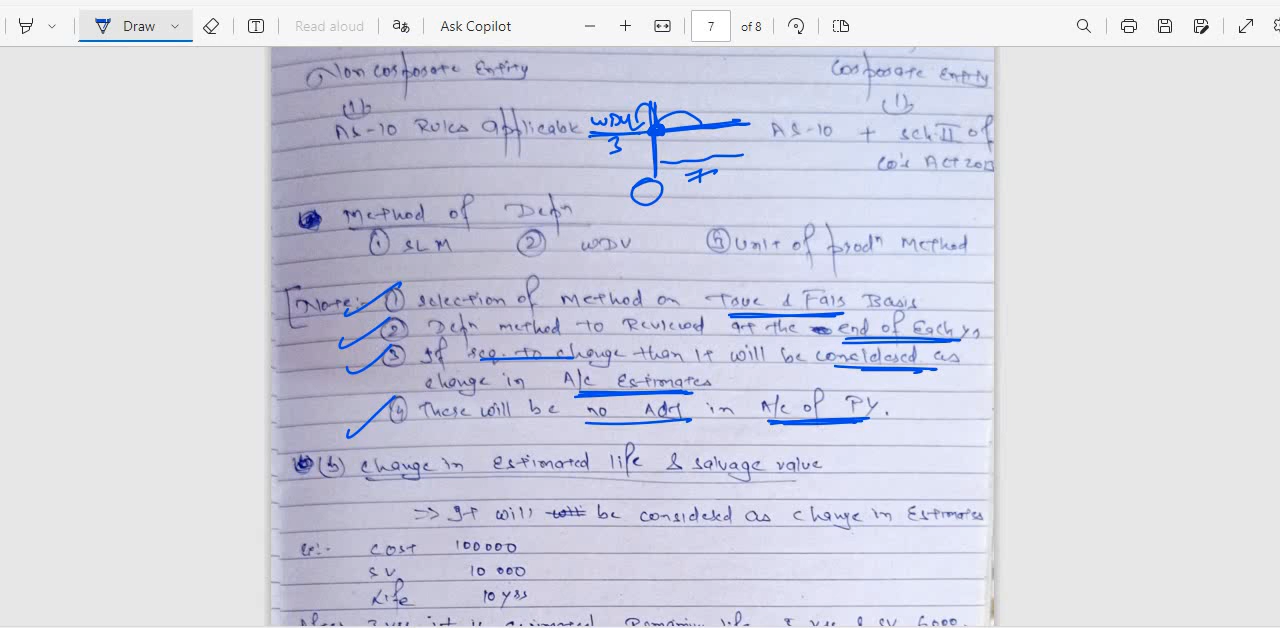 Draw
Read aloud
Ask Copilot
7
of 8
Non corporate Entity
Corporate Entity
AS-10 Rules applicable
WDV
3
7
AS-10 + sch II of
Co's Act 20
Method of Depn
① SLM ② WDV ④ Unit of prodn Method
[Note:- ① Selection of Method on True & Fair Basis
② Depn method to Reviewed at the end of Each yr
③ If req. to change than it will be concidered as
change in A/c Estimates
④ There will be no Adj in A/c of PY.
(b) change in estimated life & salvage value
⇒ It will be considered as change in Estimates
Ex:- Cost 100000
SV 10 000
Life 10 yrs